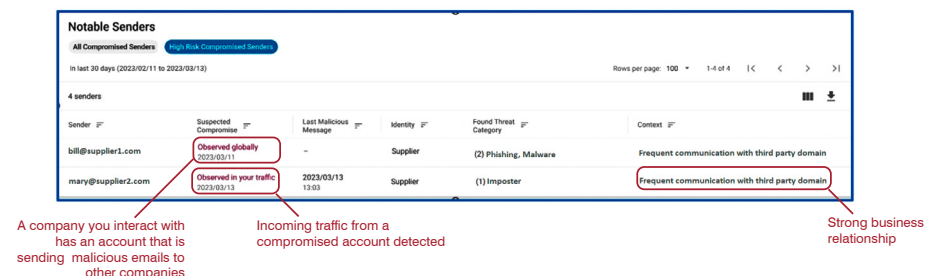 Notable Senders
All Compromised Senders High Risk Compromised Senders
In last 30 days (2023/02/11 to 2023/03/13) Rows per page: 100 1-4 of 4
4 senders
Sender Suspected Compromise Last Malicious Message Identity Found Threat Category Context
bill@supplier1.com Observed globally 2023/03/11 – Supplier (2) Phishing, Malware Frequent communication with third party domain
mary@supplier2.com Observed in your traffic 2023/03/13 2023/03/13 13:03 Supplier (1) Imposter Frequent communication with third party domain
A company you interact with
has an account that is
sending malicious emails to
other companies
Incoming traffic from a
compromised account detected
Strong business
relationship